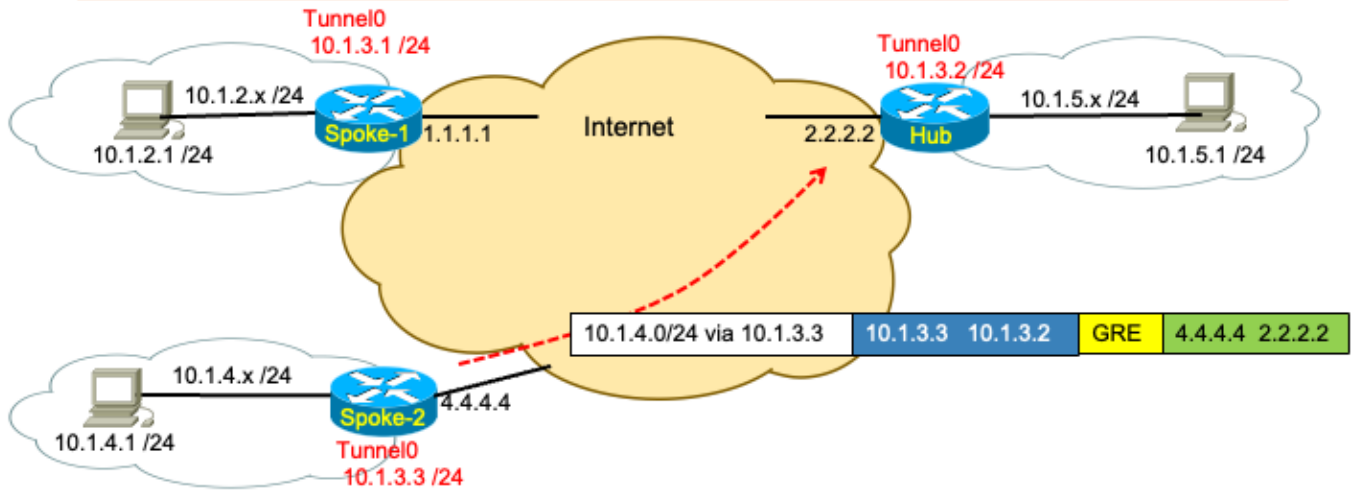 Tunnel0
10.1.3.1 /24
Tunnel0
10.1.3.2 /24
10.1.2.x /24
10.1.5.x /24
Internet
Spoke-1
1.1.1.1
2.2.2.2
Hub
10.1.2.1 /24
10.1.5.1 /24
10.1.4.0/24 via 10.1.3.3
10.1.3.3 10.1.3.2
GRE
4.4.4.4 2.2.2.2
10.1.4.x /24
4.4.4.4
Spoke-2
10.1.4.1 /24
Tunnel0
10.1.3.3 /24